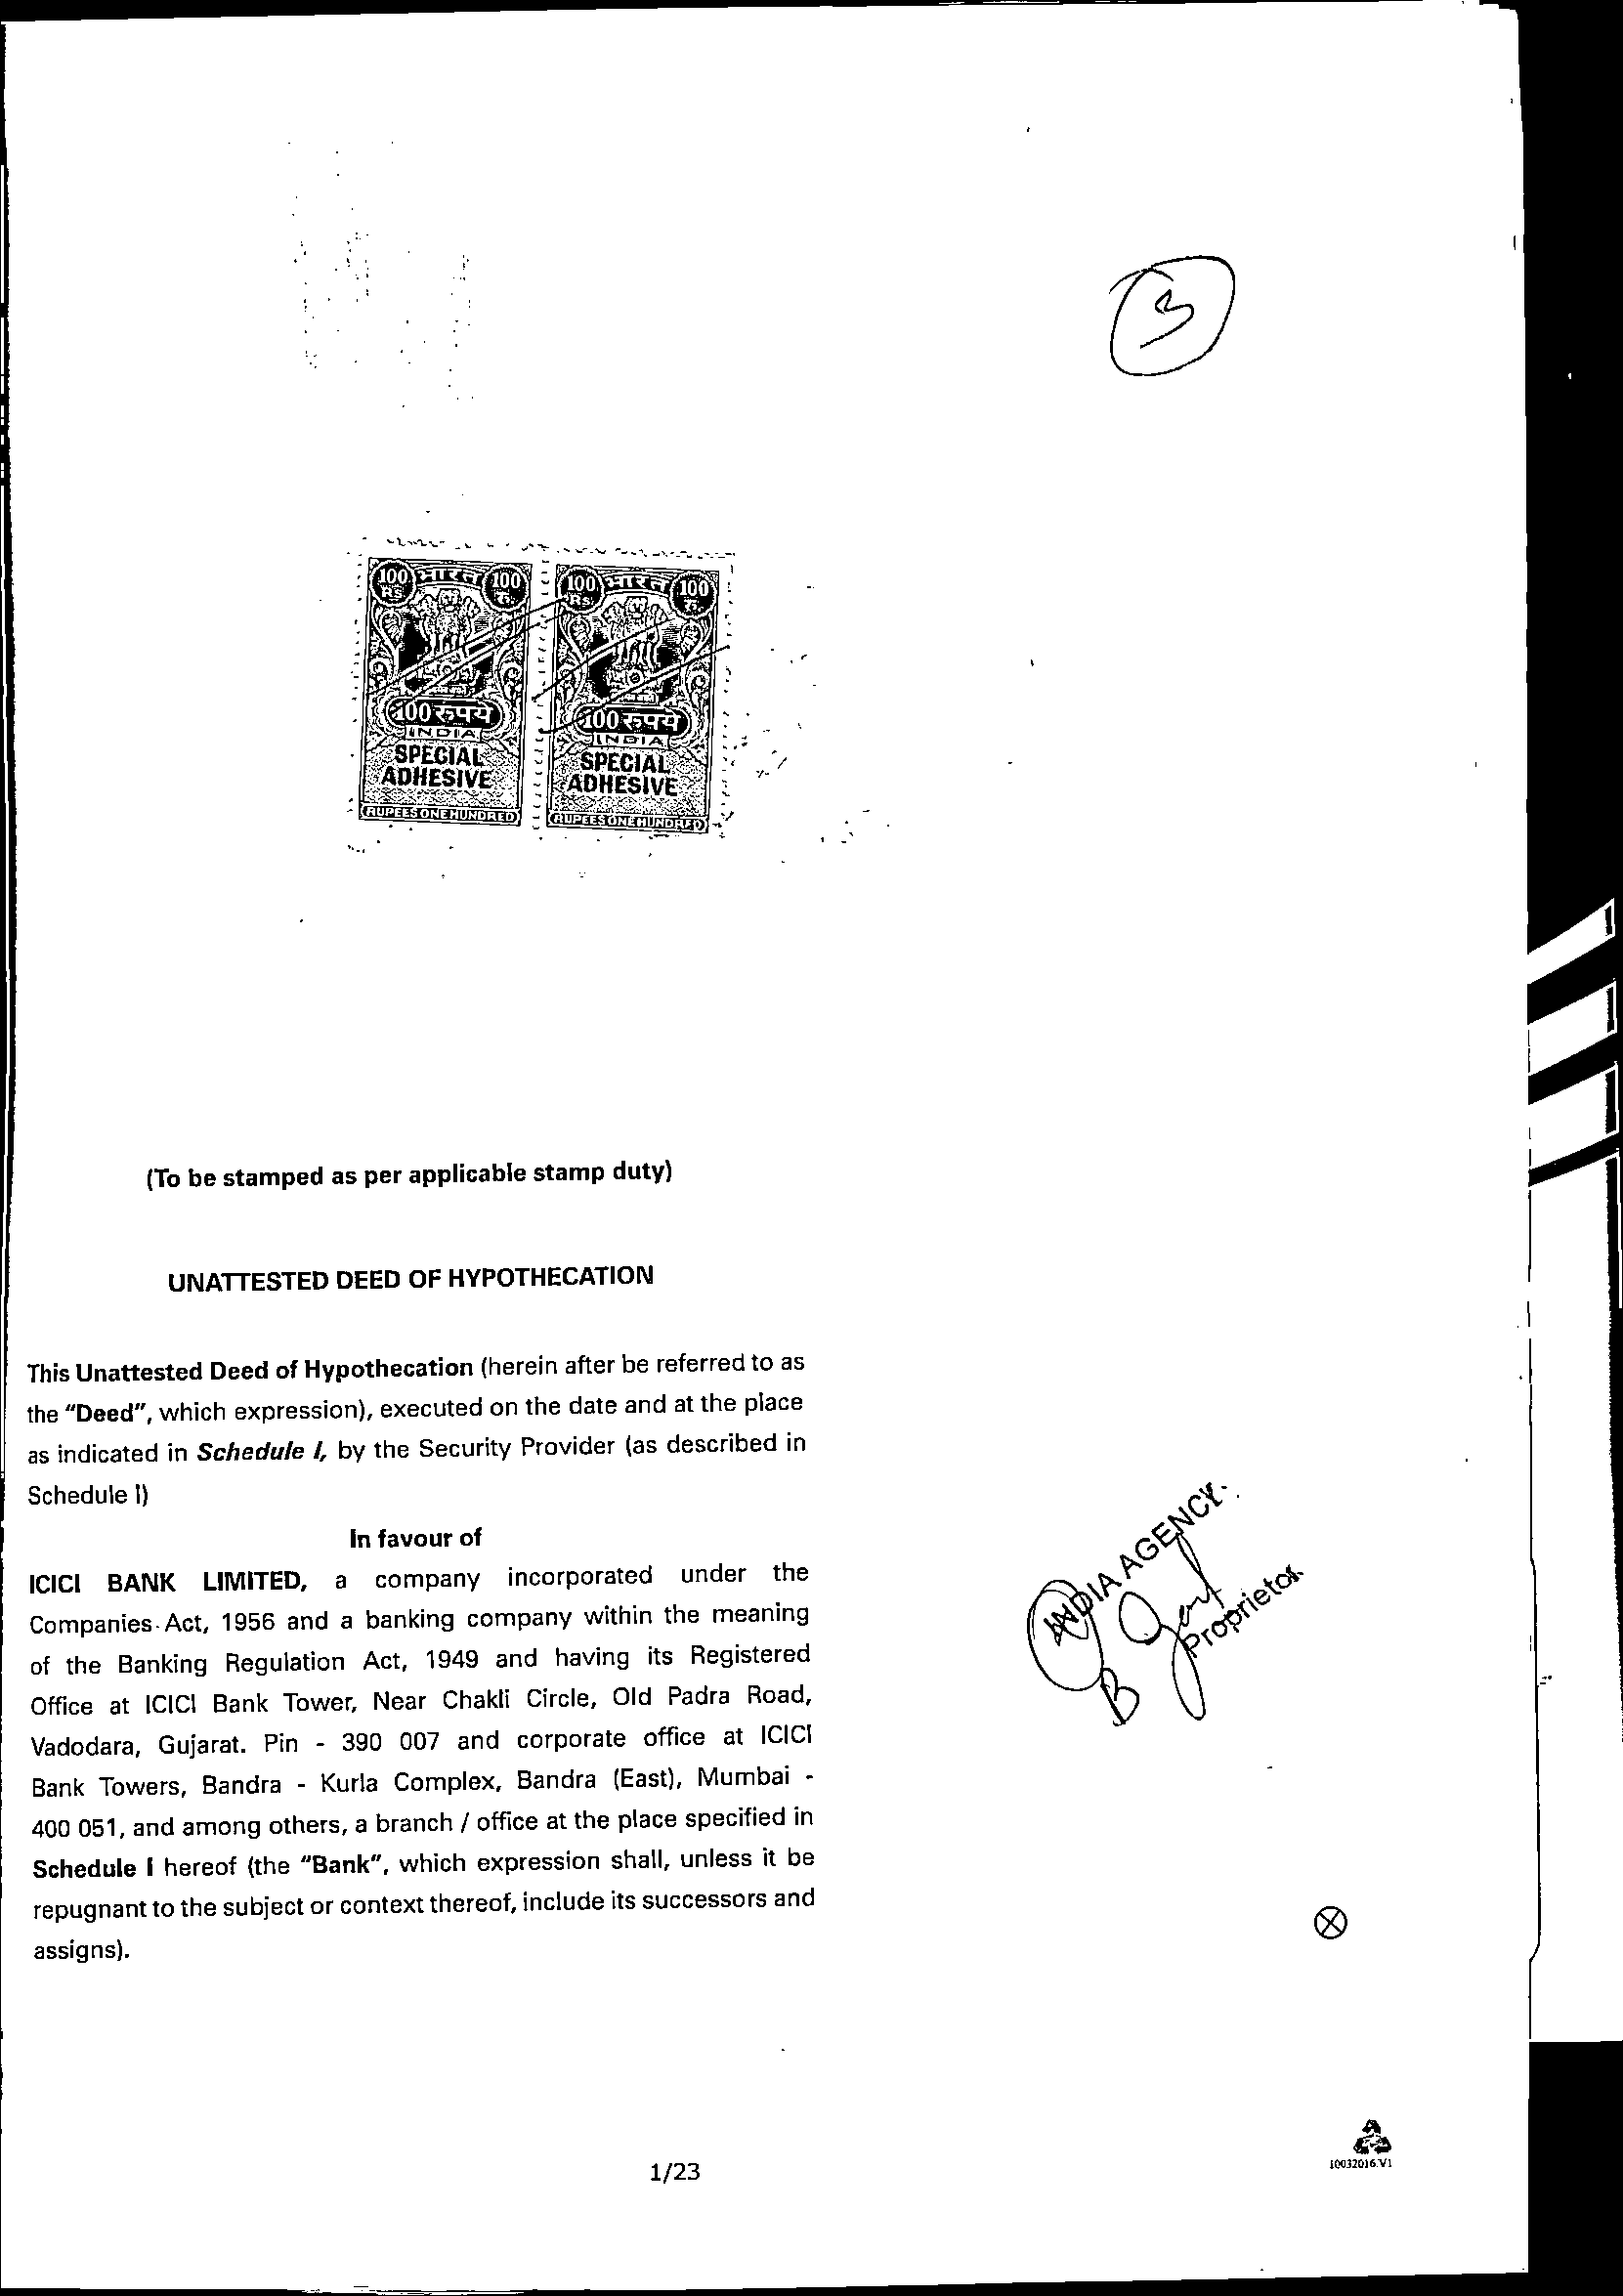 3
100 भारत 100
RS रु.
100 रुपये
INDIA
SPECIAL
ADHESIVE
RUPEES ONE HUNDRED
100 भारत 100
RS रु.
100 रुपये
INDIA
SPECIAL
ADHESIVE
RUPEES ONE HUNDRED
(To be stamped as per applicable stamp duty)
UNATTESTED DEED OF HYPOTHECATION
This Unattested Deed of Hypothecation (herein after be referred to as
the “Deed”, which expression), executed on the date and at the place
as indicated in Schedule I, by the Security Provider (as described in
Schedule I)
In favour of
ICICI BANK LIMITED, a company incorporated under the
Companies Act, 1956 and a banking company within the meaning
of the Banking Regulation Act, 1949 and having its Registered
Office at ICICI Bank Tower, Near Chakli Circle, Old Padra Road,
Vadodara, Gujarat. Pin - 390 007 and corporate office at ICICI
Bank Towers, Bandra - Kurla Complex, Bandra (East), Mumbai -
400 051, and among others, a branch / office at the place specified in
Schedule I hereof (the “Bank”, which expression shall, unless it be
repugnant to the subject or context thereof, include its successors and
assigns).
INDIA AGENCY
Proprietor
1/23
10032016.V1